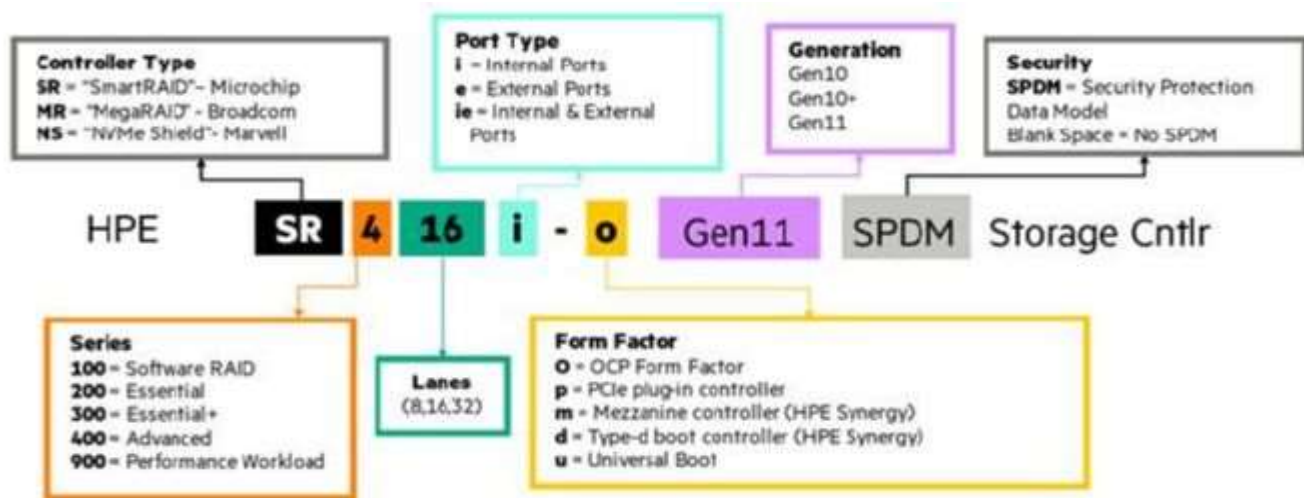 Controller Type
SR = "SmartRAID"- Microchip
MR = "MegaRAID" - Broadcom
NS = "NVMe Shield"- Marvell
Port Type
i - Internal Ports
e = External Ports
ie = Internal & External
Ports
Generation
Gen10
Gen10+
Gen11
Security
SPDM = Security Protection
Data Model
Blank Space = No SPDM
HPE SR 4 16 i - o Gen11 SPDM Storage Cntlr
Series
100 = Software RAID
200 = Essential
300 = Essential+
400 = Advanced
900 = Performance Workload
Lanes
(8,16,32)
Form Factor
O = OCP Form Factor
p = PCIe plug-in controller
m = Mezzanine controller (HPE Synergy)
d = Type-d boot controller (HPE Synergy)
u = Universal Boot